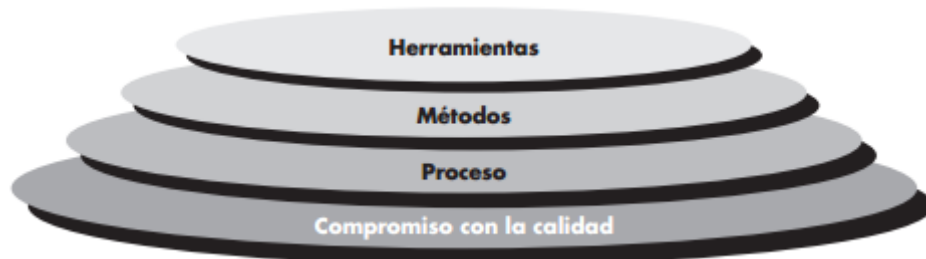 Herramientas
Métodos
Proceso
Compromiso con la calidad